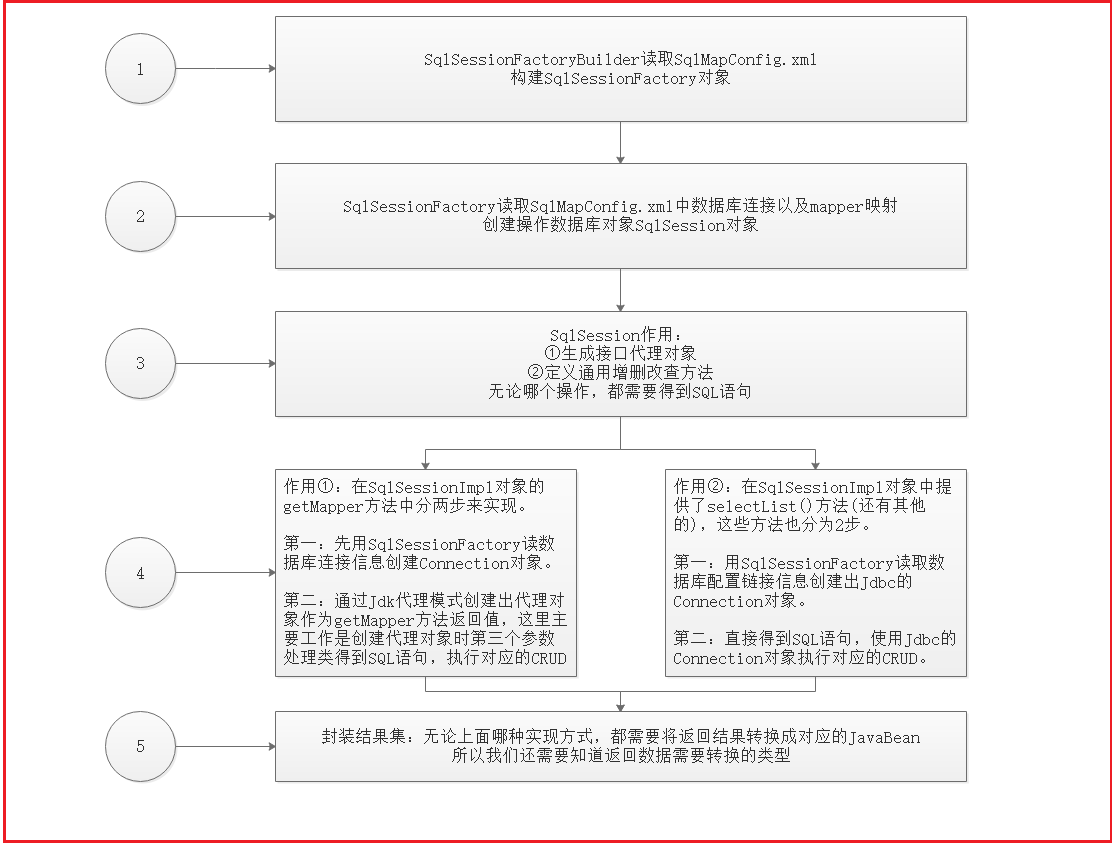 1
SqlSessionFactoryBuilder读取SqlMapConfig.xml
构建SqlSessionFactory对象
2
SqlSessionFactory读取SqlMapConfig.xml中数据库连接以及mapper映射
创建操作数据库对象SqlSession对象
3
SqlSession作用：
①生成接口代理对象
②定义通用增删改查方法
无论哪个操作，都需要得到SQL语句
4
作用①：在SqlSessionImpl对象的
getMapper方法中分两步来实现。
第一：先用SqlSessionFactory读数
据库连接信息创建Connection对象。
第二：通过Jdk代理模式创建出代理对
象作为getMapper方法返回值，这里主
要工作是创建代理对象时第三个参数
处理类得到SQL语句，执行对应的CRUD
作用②：在SqlSessionImpl对象中提
供了selectList()方法(还有其他
的)，这些方法也分为2步。
第一：用SqlSessionFactory读取数
据库配置链接信息创建出Jdbc的
Connection对象。
第二：直接得到SQL语句，使用Jdbc的
Connection对象执行对应的CRUD。
5
封装结果集：无论上面哪种实现方式，都需要将返回结果转换成对应的JavaBean
所以我们还需要知道返回数据需要转换的类型